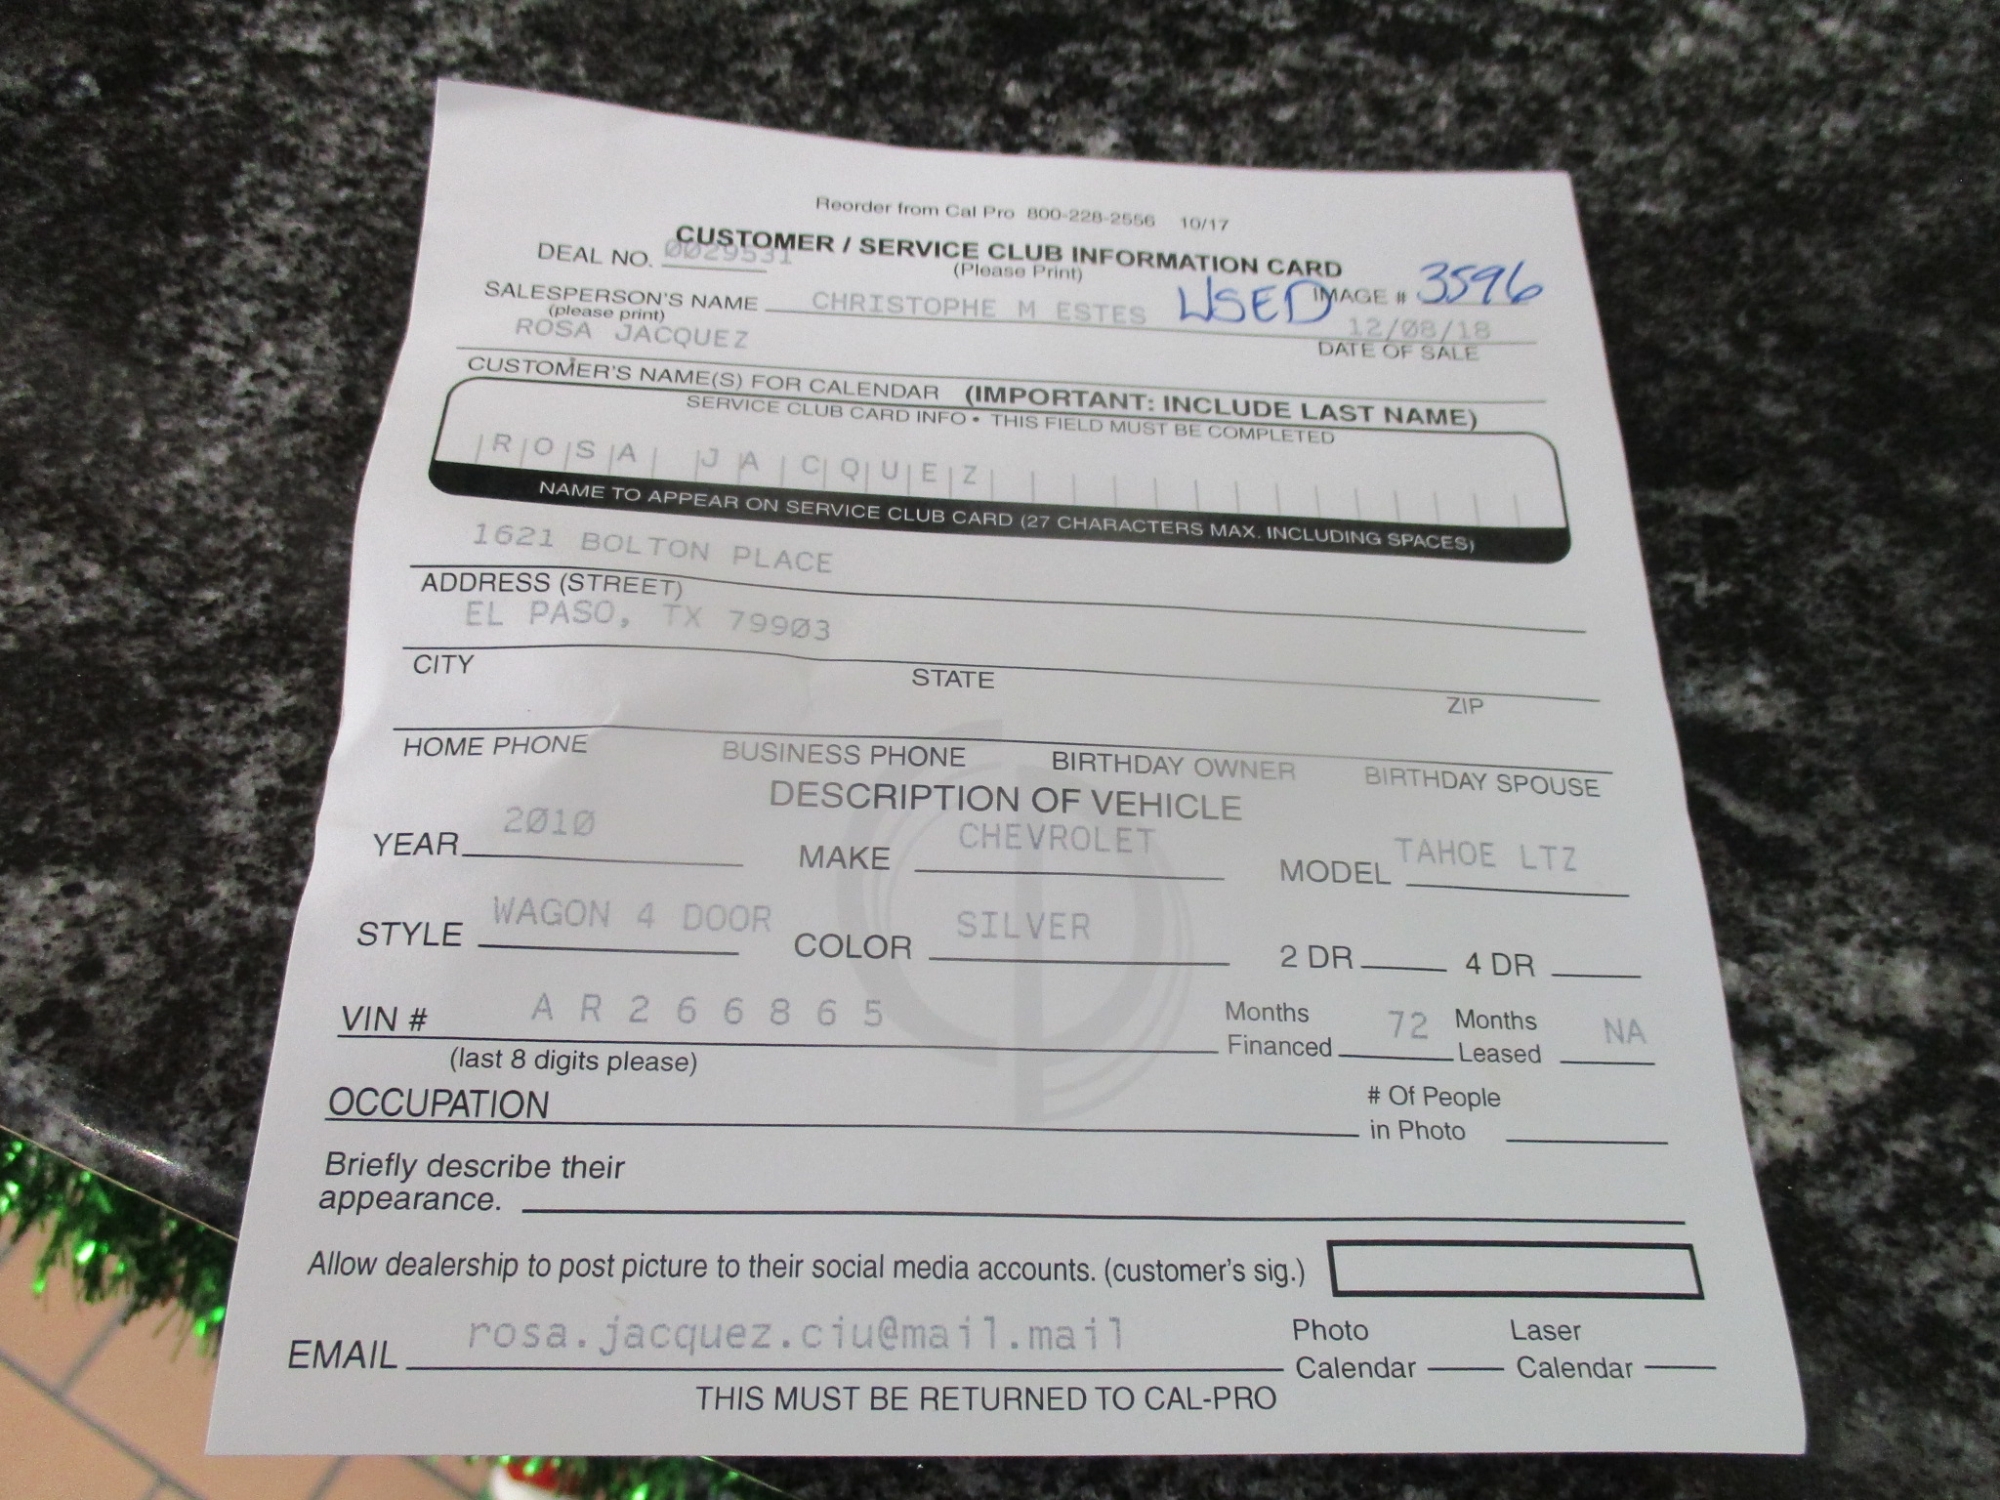 Reorder from Cal Pro 800-228-2556 10/17
CUSTOMER / SERVICE CLUB INFORMATION CARD
DEAL NO. 0029531 (Please Print)
SALESPERSON'S NAME CHRISTOPHE M ESTES USED IMAGE # 3596
(please print)
ROSA JACQUEZ 12/08/18
DATE OF SALE
CUSTOMER'S NAME(S) FOR CALENDAR (IMPORTANT: INCLUDE LAST NAME)
SERVICE CLUB CARD INFO • THIS FIELD MUST BE COMPLETED
ROSA JACQUEZ
NAME TO APPEAR ON SERVICE CLUB CARD (27 CHARACTERS MAX. INCLUDING SPACES)
1621 BOLTON PLACE
ADDRESS (STREET)
EL PASO, TX 79903
CITY STATE ZIP
HOME PHONE BUSINESS PHONE BIRTHDAY OWNER BIRTHDAY SPOUSE
DESCRIPTION OF VEHICLE
YEAR 2010 MAKE CHEVROLET MODEL TAHOE LTZ
STYLE WAGON 4 DOOR COLOR SILVER 2 DR 4 DR
VIN # A R 2 6 6 8 6 5 Months Financed 72 Months Leased NA
(last 8 digits please)
OCCUPATION # Of People in Photo
Briefly describe their
appearance.
Allow dealership to post picture to their social media accounts. (customer's sig.)
EMAIL rosa.jacquez.ciu@mail.mail Photo Calendar Laser Calendar
THIS MUST BE RETURNED TO CAL-PRO